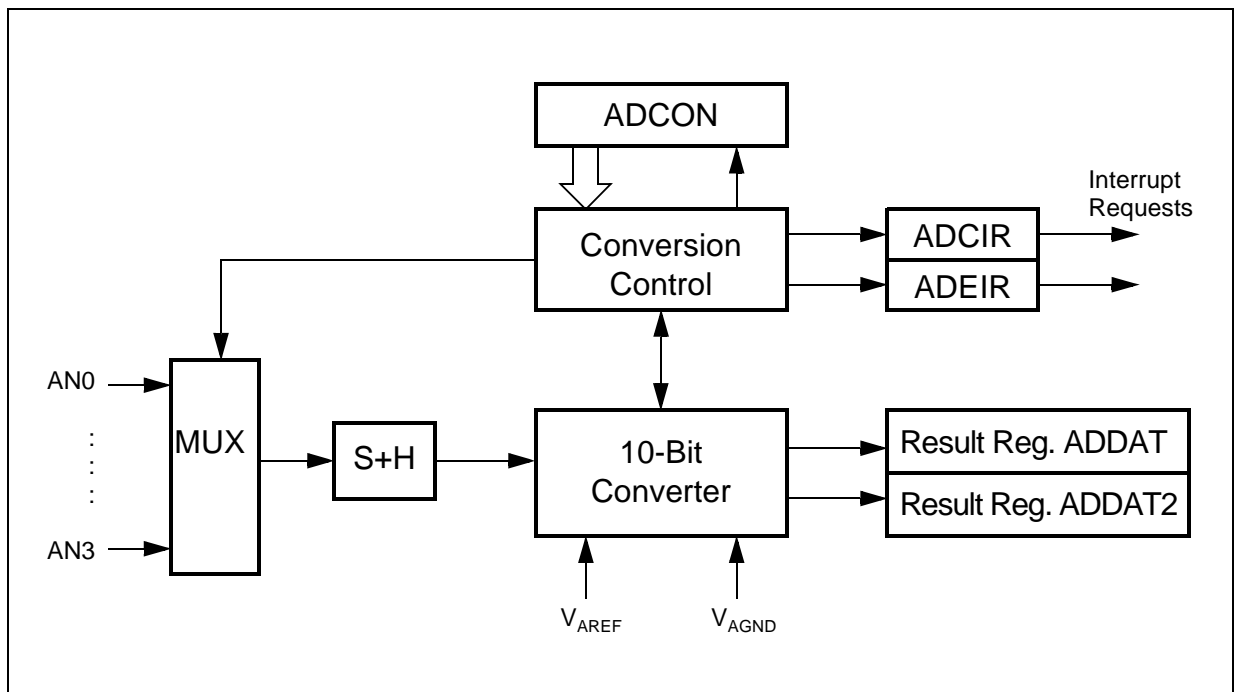 ADCON
Interrupt
Requests
Conversion
Control
ADCIR
ADEIR
AN0
:
:
:
AN3
MUX
S+H
10-Bit
Converter
Result Reg. ADDAT
Result Reg. ADDAT2
VAREF
VAGND